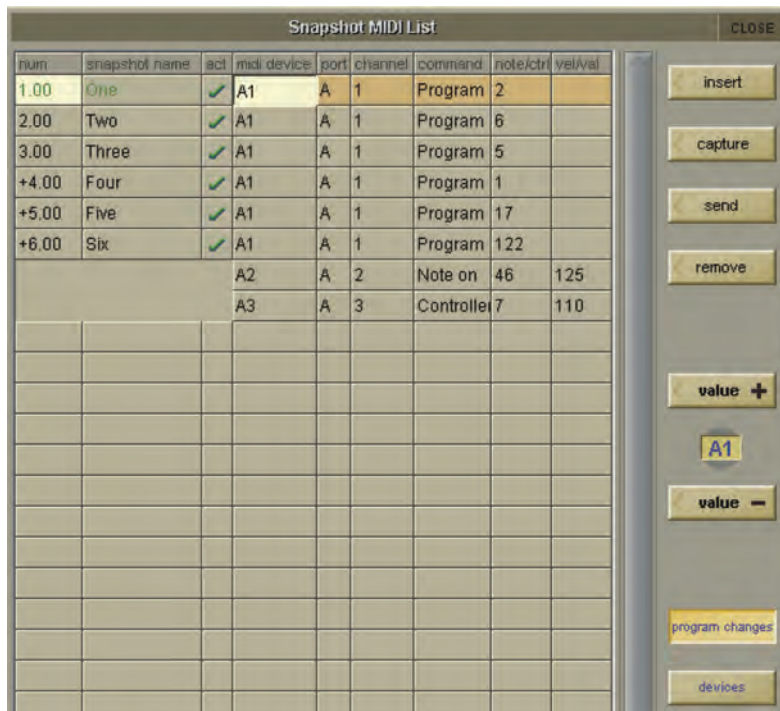 Snapshot MIDI List CLOSE
num snapshot name act midi device port channel command note/ctrl vel/val
1.00 One A1 A 1 Program 2
2.00 Two A1 A 1 Program 6
3.00 Three A1 A 1 Program 5
+4.00 Four A1 A 1 Program 1
+5.00 Five A1 A 1 Program 17
+6.00 Six A1 A 1 Program 122
A2 A 2 Note on 46 125
A3 A 3 Controller 7 110
insert
capture
send
remove
value +
A1
value −
program changes
devices